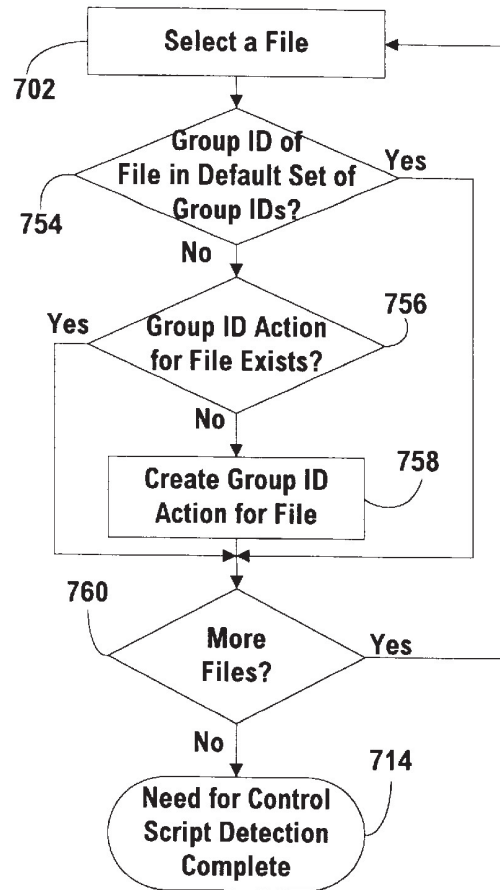 Select a File
702
Group ID of
File in Default Set of
Group IDs?
Yes
754
No
756
Yes
Group ID Action
for File Exists?
No
758
Create Group ID
Action for File
760
More
Files?
Yes
No
714
Need for Control
Script Detection
Complete